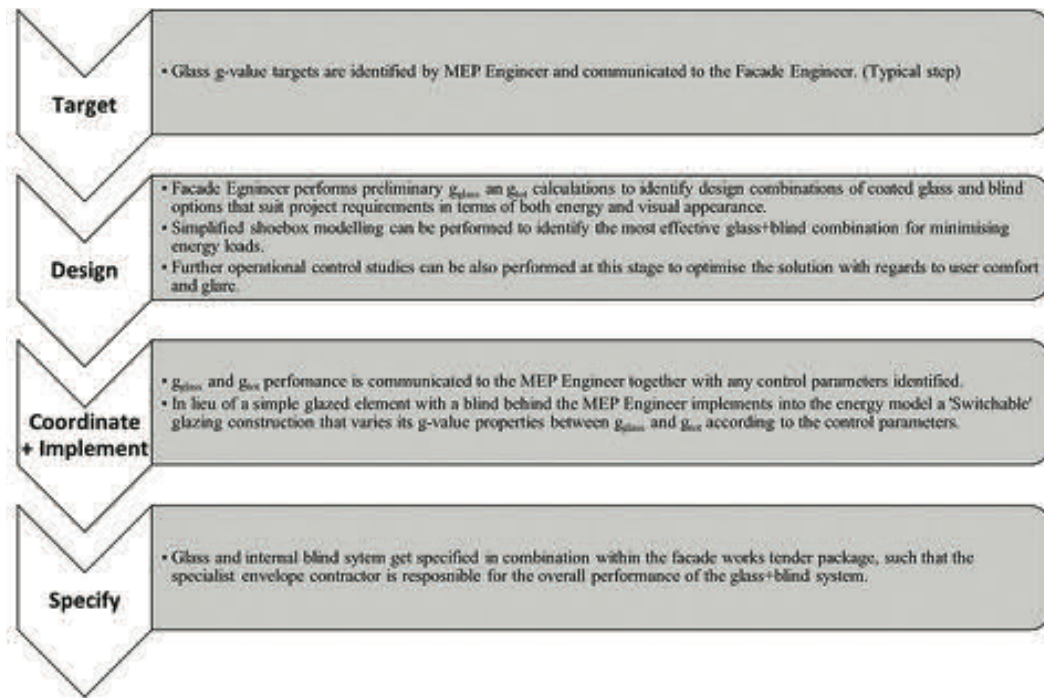 Target
• Glass g-value targets are identified by MEP Engineer and communicated to the Facade Engineer. (Typical step)
Design
• Facade Egnineer performs preliminary gglass an gtot calculations to identify design combinations of coated glass and blind
options that suit project requirements in terms of both energy and visual appearance.
• Simplified shoebox modelling can be performed to identify the most effective glass+blind combination for minimising
energy loads.
• Further operational control studies can be also performed at this stage to optimise the solution with regards to user comfort
and glare.
Coordinate
+ Implement
• gglass and gtot perfomance is communicated to the MEP Engineer together with any control parameters identified.
• In lieu of a simple glazed element with a blind behind the MEP Engineer implements into the energy model a 'Switchable'
glazing construction that varies its g-value properties between gglass and gtot according to the control parameters.
Specify
• Glass and internal blind sytem get specified in combination within the facade works tender package, such that the
specialist envelope contractor is resposnible for the overall performance of the glass+blind system.